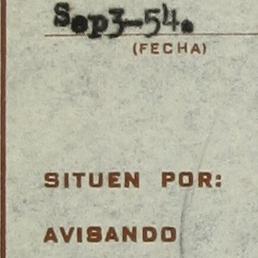 Sep3-54.
(FECHA)
SITUEN POR:
AVISANDO